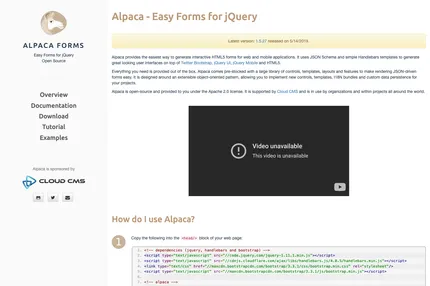 ALPACA FORMS
Easy Forms for jQuery
Open Source
Overview
Documentation
Download
Tutorial
Examples
Alpaca is sponsored by
CLOUD CMS
Alpaca - Easy Forms for jQuery
Latest version: 1.5.27 released on 5/14/2019.
Alpaca provides the easiest way to generate interactive HTML5 forms for web and mobile applications. It uses JSON Schema and simple Handlebars templates to generate
great looking user interfaces on top of Twitter Bootstrap, jQuery UI, jQuery Mobile and HTML5.
Everything you need is provided out of the box. Alpaca comes pre-stocked with a large library of controls, templates, layouts and features to make rendering JSON-driven
forms easy. It is designed around an extensible object-oriented pattern, allowing you to implement new controls, templates, I18N bundles and custom data persistence for
your projects.
Alpaca is open-source and provided to you under the Apache 2.0 license. It is supported by Cloud CMS and is in use by organizations and within projects all around the world.
Video unavailable
This video is unavailable
How do I use Alpaca?
1
Copy the following into the <head/> block of your web page:
1. <!-- dependencies (jquery, handlebars and bootstrap) -->
2. <script type="text/javascript" src="//code.jquery.com/jquery-1.11.1.min.js"></script>
3. <script type="text/javascript" src="//cdnjs.cloudflare.com/ajax/libs/handlebars.js/4.0.5/handlebars.min.js"></script>
4. <link type="text/css" href="//maxcdn.bootstrapcdn.com/bootstrap/3.3.1/css/bootstrap.min.css" rel="stylesheet"/>
5. <script type="text/javascript" src="//maxcdn.bootstrapcdn.com/bootstrap/3.3.1/js/bootstrap.min.js"></script>
6.
7. <!-- alpaca -->